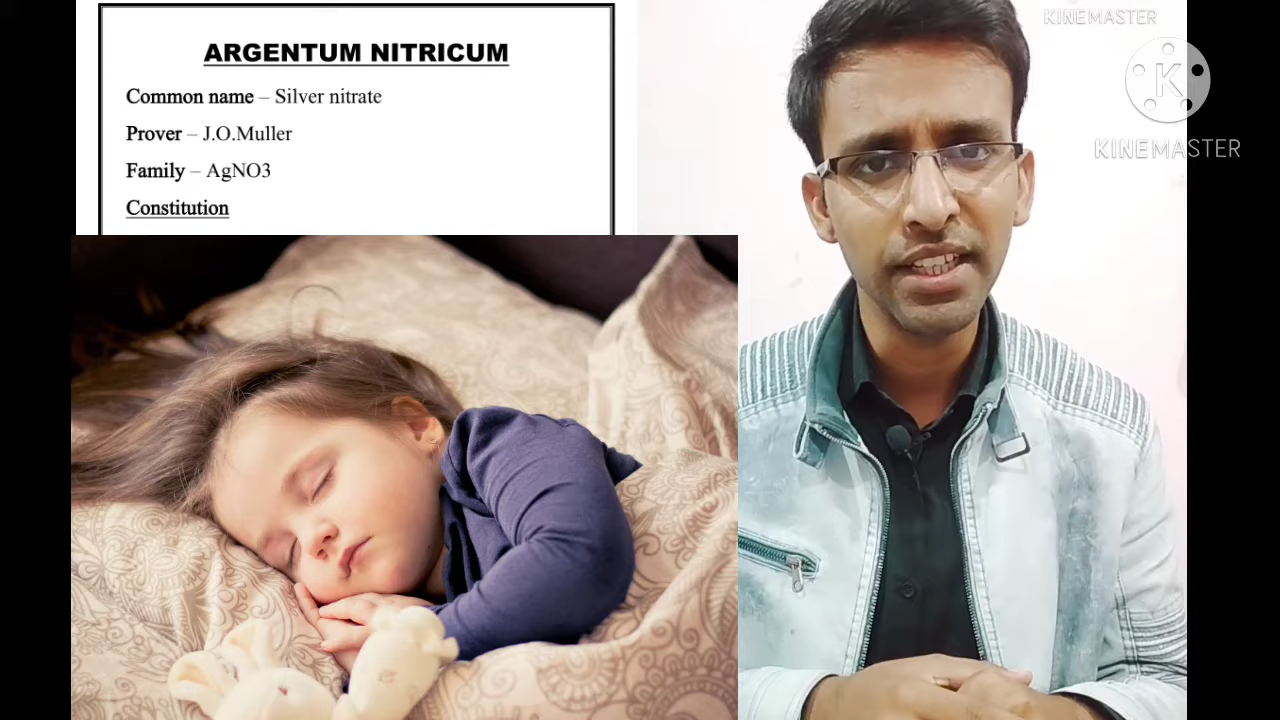 ARGENTUM NITRICUM
Common name – Silver nitrate
Prover – J.O.Muller
Family – AgNO3
Constitution
KINEMASTER
K
KINEMASTER